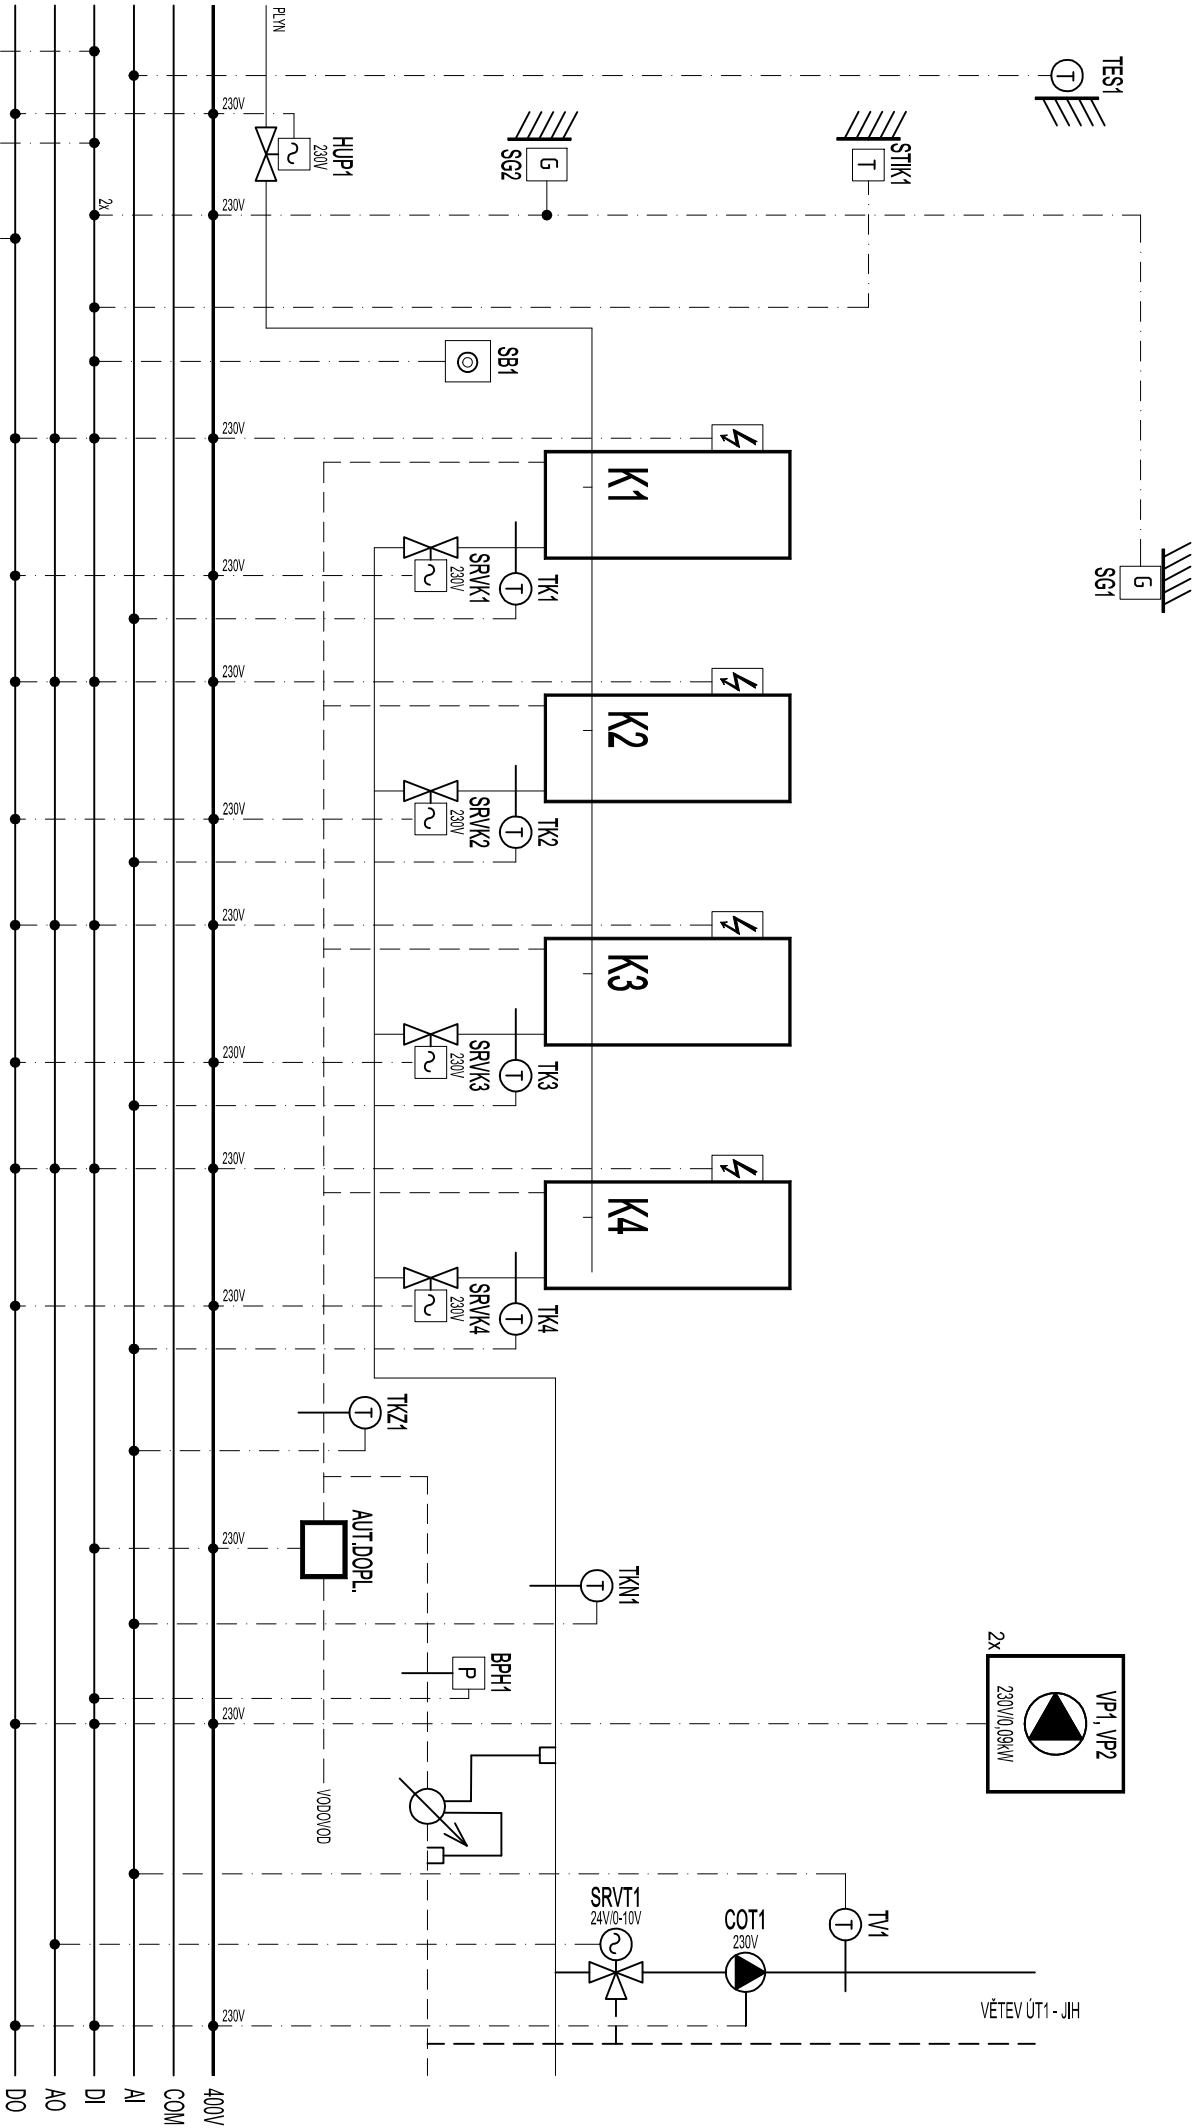 PLYN
TES1
T
230V
HUP1
230V
SG2
G
STIK1
T
2x
230V
SB1
SG1
G
230V
K1
230V
SRVK1
230V
TK1
T
230V
K2
230V
SRVK2
230V
TK2
T
230V
K3
230V
SRVK3
230V
TK3
T
230V
K4
230V
SRVK4
230V
TK4
T
TKZ1
T
230V
AUT.DOPL.
TKN1
T
BPH1
P
2x
VP1, VP2
230V/0,09kW
230V
VODOVOD
SRVT1
24V/0-10V
COT1
230V
TV1
T
VĚTEV ÚT1 - JIH
230V
400V
COM
AI
DI
AO
DO